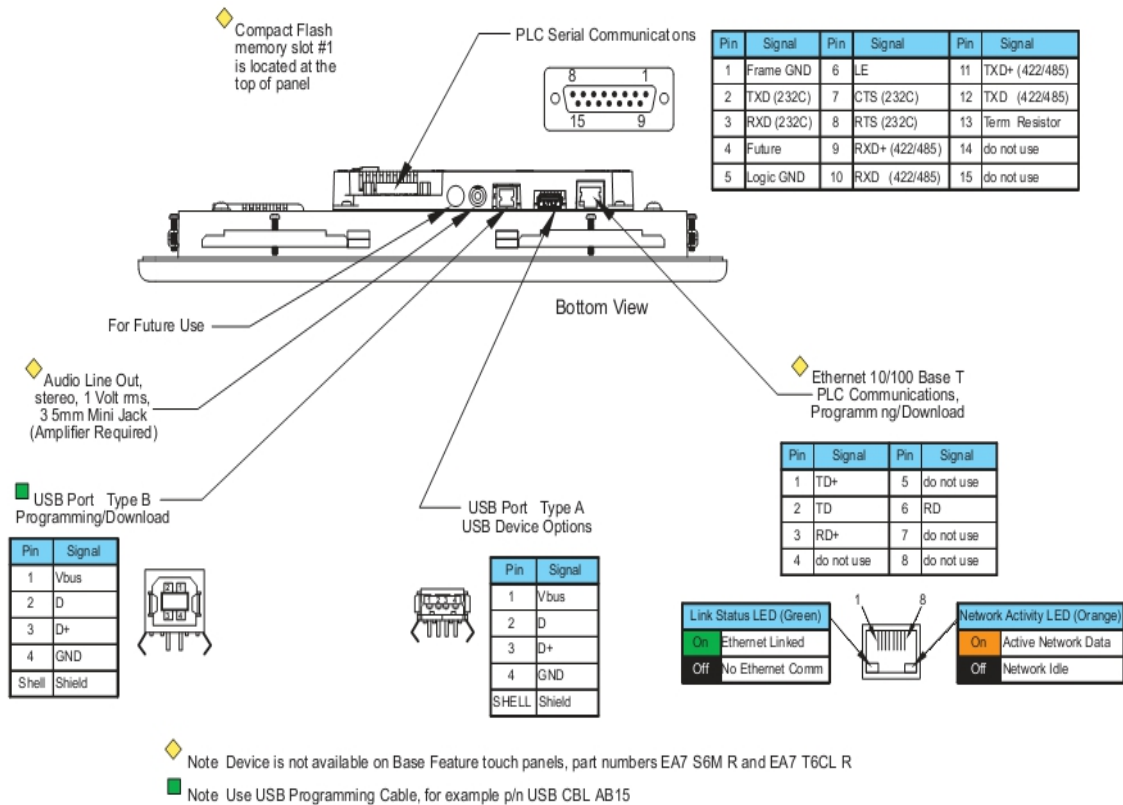 Compact Flash
memory slot #1
is located at the
top of panel
PLC Serial Communicatons
8 1
15 9
Pin Signal Pin Signal Pin Signal
1 Frame GND 6 LE 11 TXD+ (422/485)
2 TXD (232C) 7 CTS (232C) 12 TXD (422/485)
3 RXD (232C) 8 RTS (232C) 13 Term Resistor
4 Future 9 RXD+ (422/485) 14 do not use
5 Logic GND 10 RXD (422/485) 15 do not use
Bottom View
For Future Use
Audio Line Out,
stereo, 1 Volt rms,
3 5mm Mini Jack
(Amplifier Required)
Ethernet 10/100 Base T
PLC Communications,
Programm ng/Download
USB Port Type B
Programming/Download
Pin Signal
1 Vbus
2 D
3 D+
4 GND
Shell Shield
2 1
3 4
USB Port Type A
USB Device Options
1 2 3 4
Pin Signal
1 Vbus
2 D
3 D+
4 GND
SHELL Shield
Pin Signal Pin Signal
1 TD+ 5 do not use
2 TD 6 RD
3 RD+ 7 do not use
4 do not use 8 do not use
Link Status LED (Green)
On Ethernet Linked
Off No Ethernet Comm
1 8
Network Activity LED (Orange)
On Active Network Data
Off Network Idle
Note Device is not available on Base Feature touch panels, part numbers EA7 S6M R and EA7 T6CL R
Note Use USB Programming Cable, for example p/n USB CBL AB15